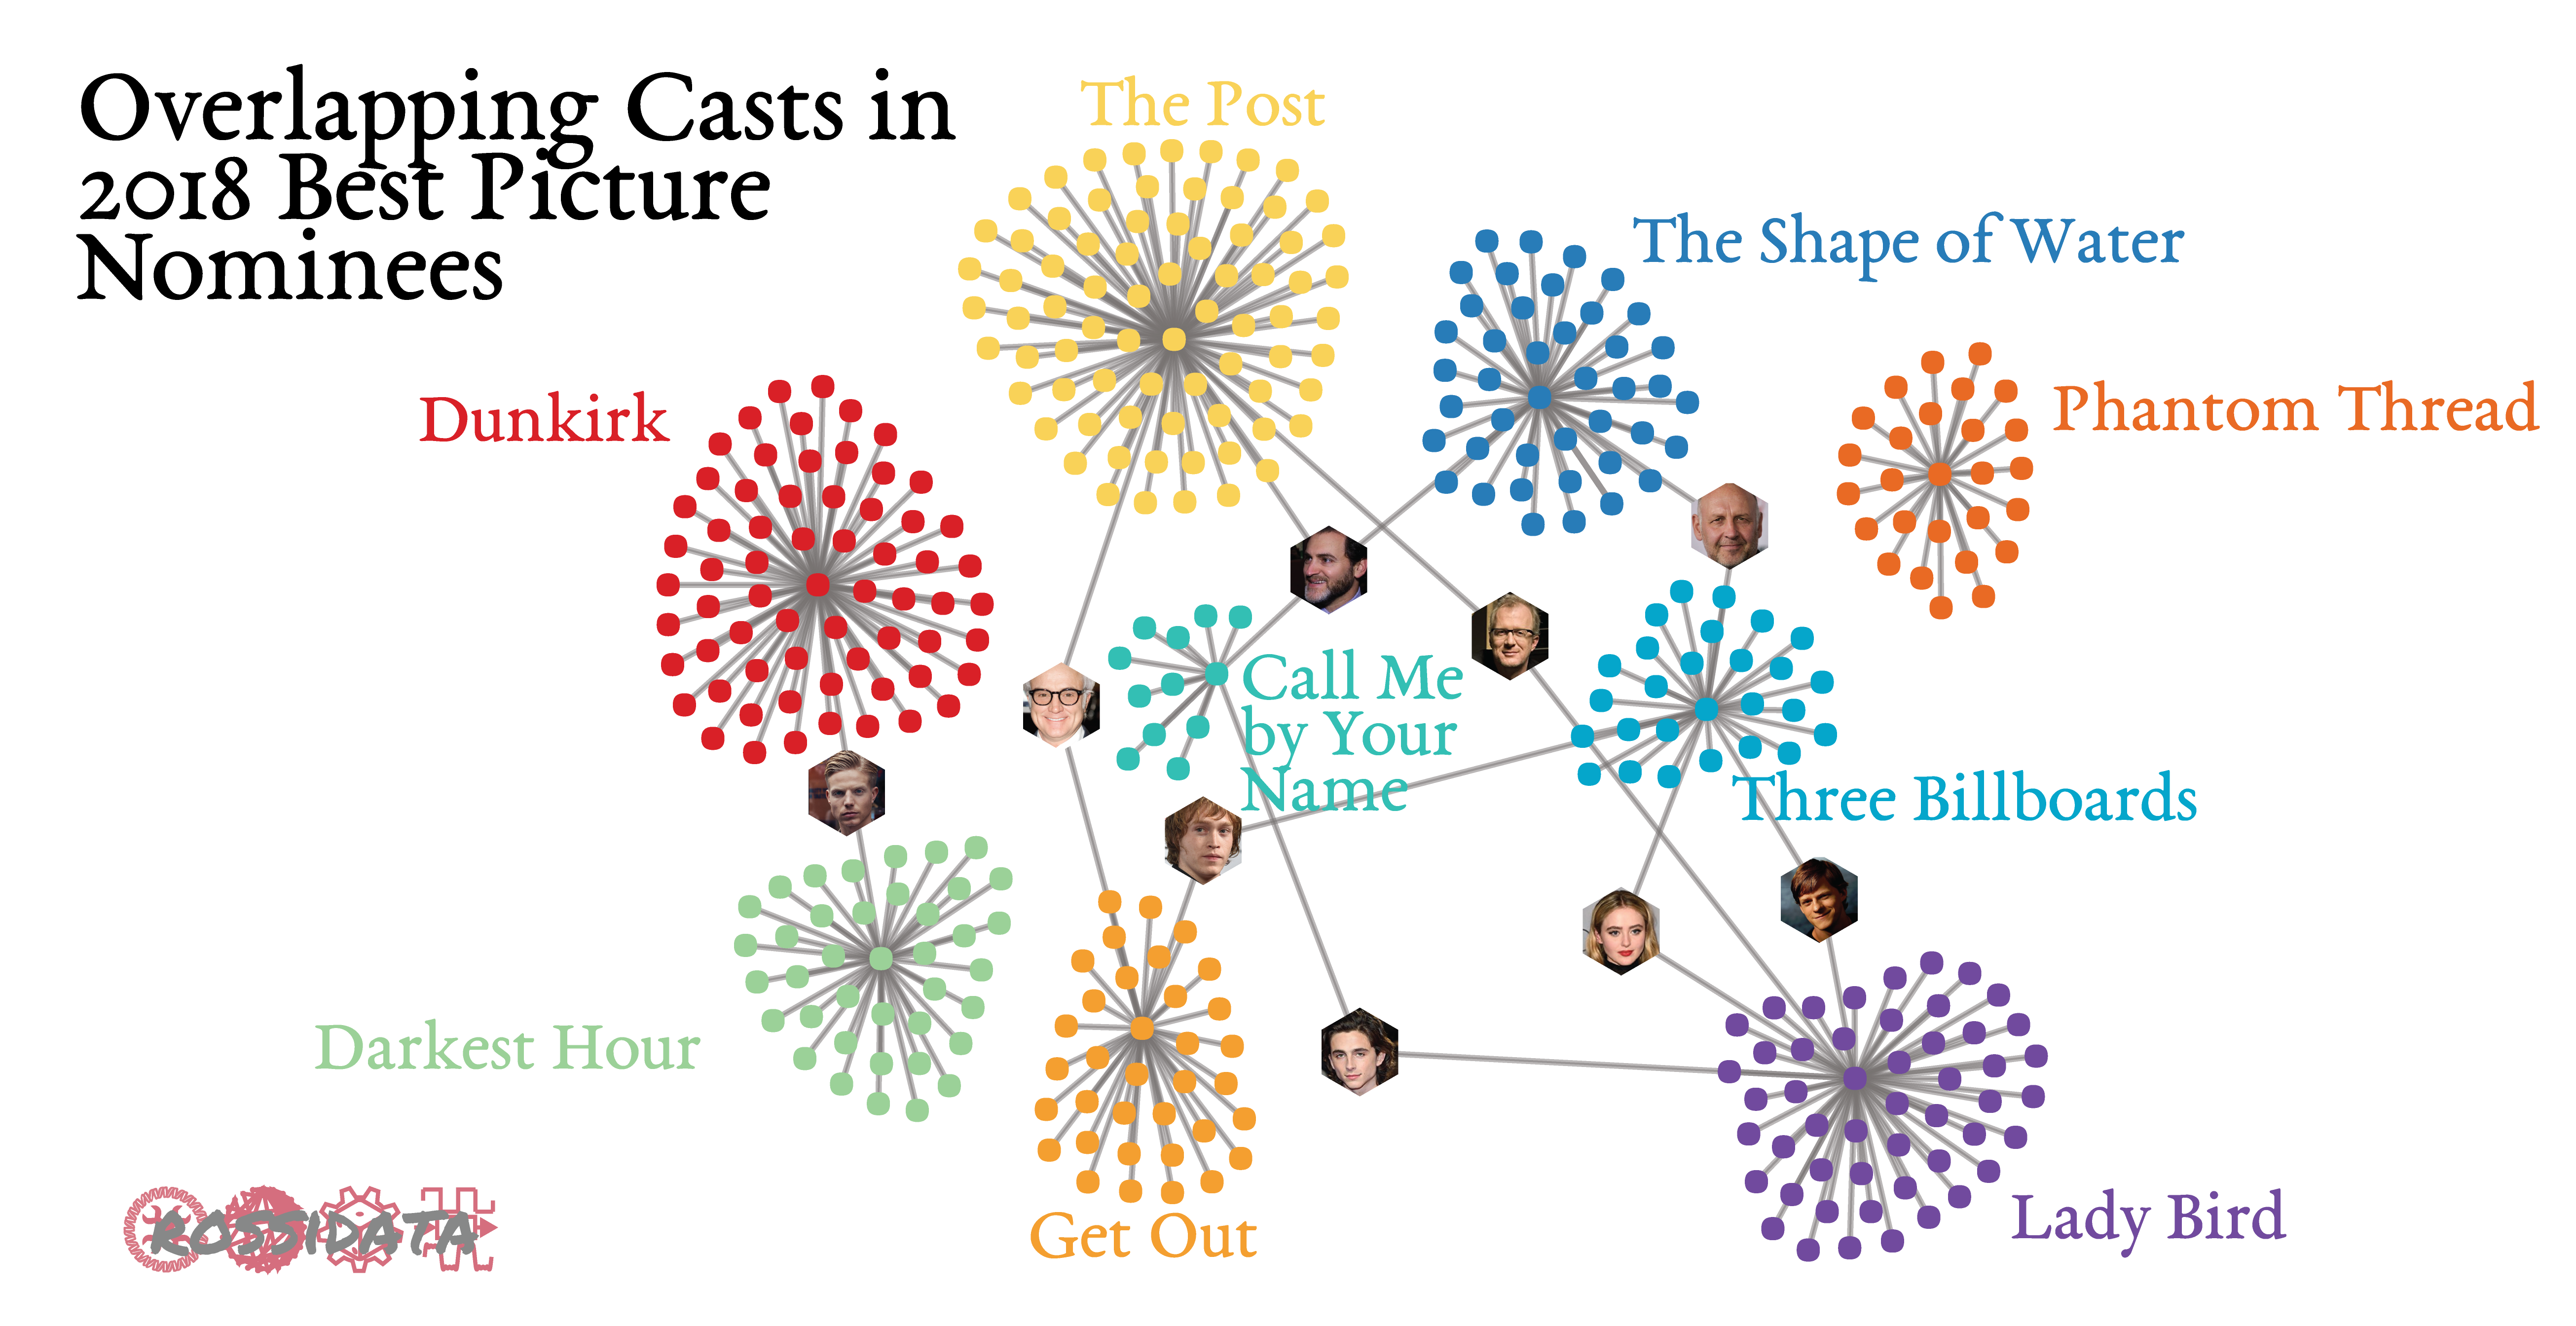 Overlapping Casts in
2018 Best Picture
Nominees
The Post
The Shape of Water
Phantom Thread
Dunkirk
Call Me
by Your
Name
Three Billboards
Darkest Hour
Get Out
Lady Bird
ROSSIDATA